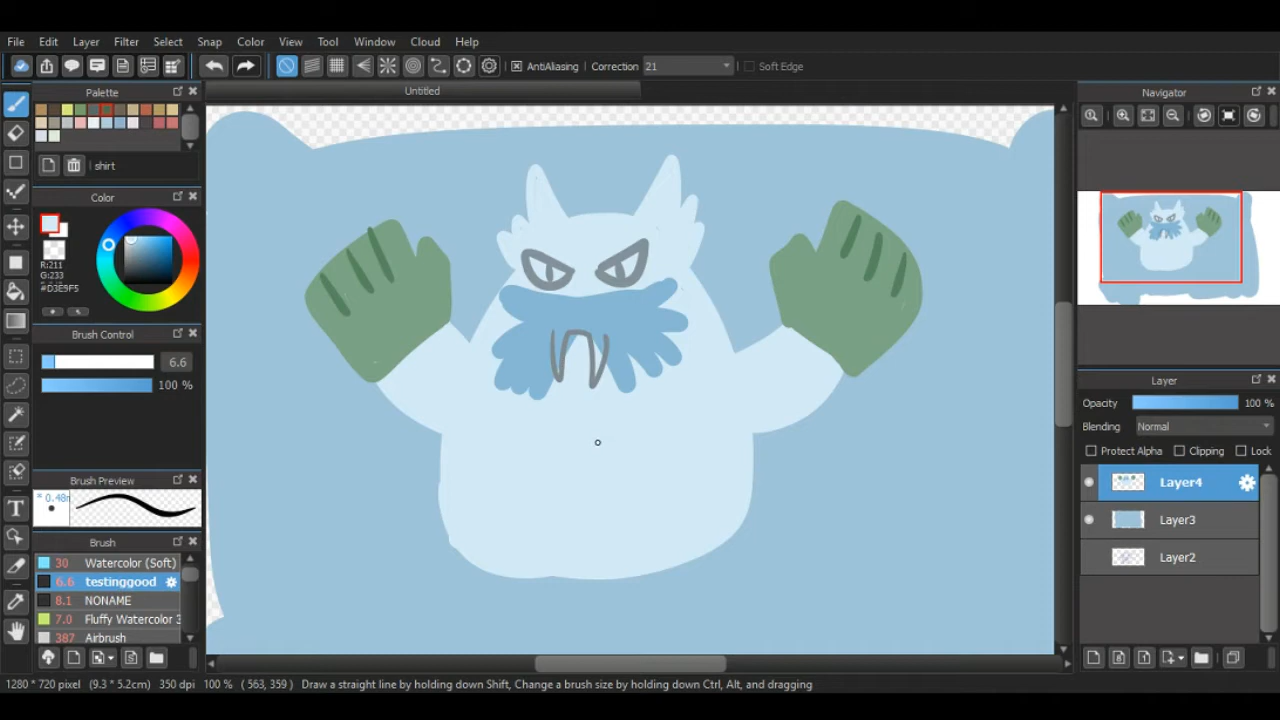 File Edit Layer Filter Select Snap Color View Tool Window Cloud Help
AntiAliasing Correction 21 Soft Edge
Palette
Untitled
Navigator
shirt
Color
R:211
G:233
#D3E9F5
Brush Control
6.6
100 %
Brush Preview
* 0.48
Brush
30 Watercolor (Soft)
6.6 testinggood
8.1 NONAME
7.0 Fluffy Watercolor 3
387 Airbrush
Layer
Opacity 100 %
Blending Normal
Protect Alpha Clipping Lock
Layer4
Layer3
Layer2
1280 * 720 pixel (9.3 * 5.2cm) 350 dpi 100 % ( 563, 359 ) Draw a straight line by holding down Shift, Change a brush size by holding down Ctrl, Alt, and dragging